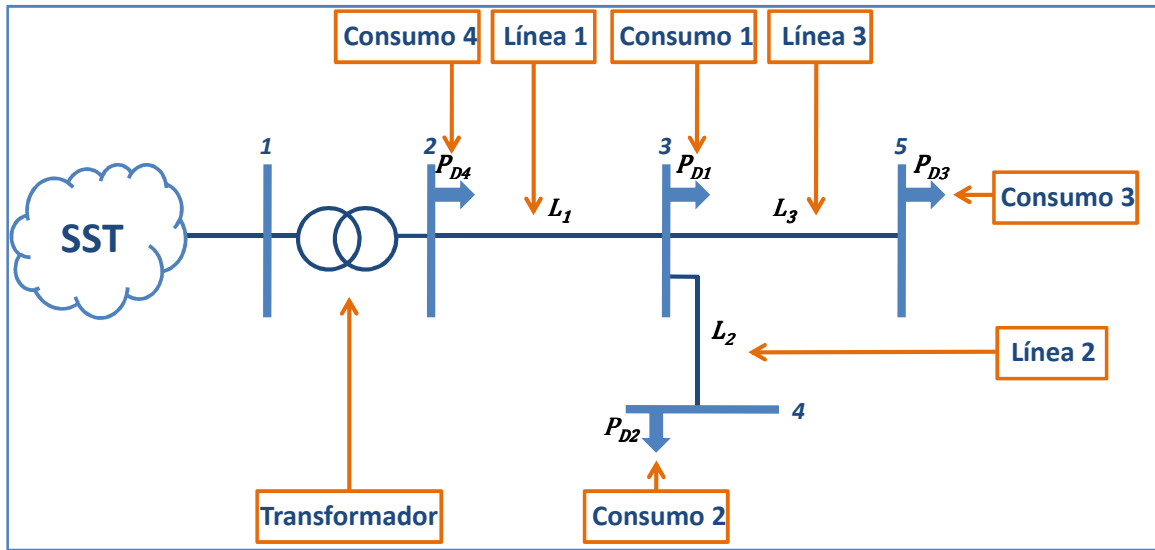 Consumo 4
Línea 1
Consumo 1
Línea 3
1
2
3
5
P_D4
P_D1
P_D3
Consumo 3
SST
L_1
L_3
L_2
Línea 2
4
P_D2
Transformador
Consumo 2